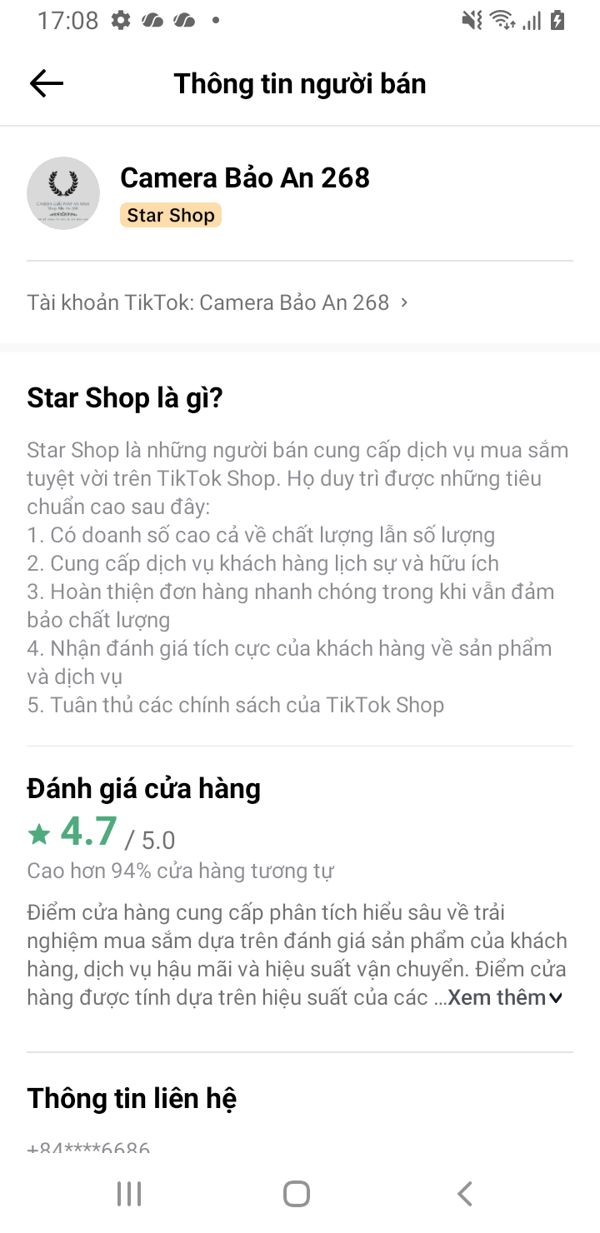 17:08
Thông tin người bán
Camera Bảo An 268
Star Shop
Tài khoản TikTok: Camera Bảo An 268
Star Shop là gì?
Star Shop là những người bán cung cấp dịch vụ mua sắm
tuyệt vời trên TikTok Shop. Họ duy trì được những tiêu
chuẩn cao sau đây:
1. Có doanh số cao cả về chất lượng lẫn số lượng
2. Cung cấp dịch vụ khách hàng lịch sự và hữu ích
3. Hoàn thiện đơn hàng nhanh chóng trong khi vẫn đảm
bảo chất lượng
4. Nhận đánh giá tích cực của khách hàng về sản phẩm
và dịch vụ
5. Tuân thủ các chính sách của TikTok Shop
Đánh giá cửa hàng
4.7 / 5.0
Cao hơn 94% cửa hàng tương tự
Điểm cửa hàng cung cấp phân tích hiểu sâu về trải
nghiệm mua sắm dựa trên đánh giá sản phẩm của khách
hàng, dịch vụ hậu mãi và hiệu suất vận chuyển. Điểm cửa
hàng được tính dựa trên hiệu suất của các ...Xem thêm
Thông tin liên hệ
+84****6686